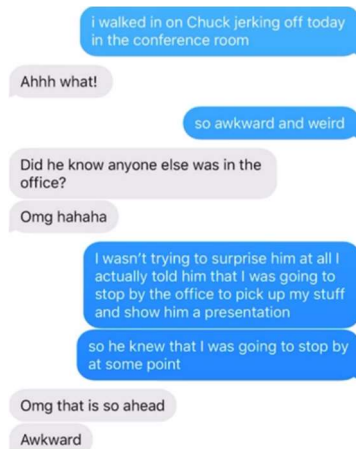 i walked in on Chuck jerking off today
in the conference room
Ahhh what!
so awkward and weird
Did he know anyone else was in the
office?
Omg hahaha
I wasn't trying to surprise him at all I
actually told him that I was going to
stop by the office to pick up my stuff
and show him a presentation
so he knew that I was going to stop by
at some point
Omg that is so ahead
Awkward